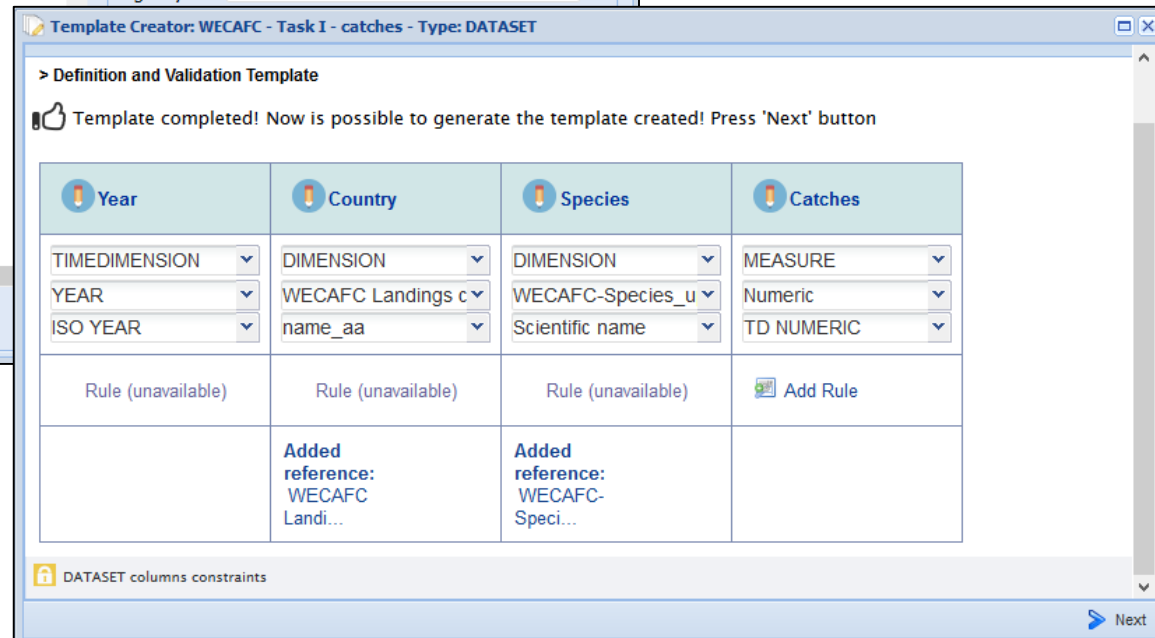 Template Creator: WECAFC - Task I - catches - Type: DATASET
> Definition and Validation Template
Template completed! Now is possible to generate the template created! Press 'Next' button
Year Country Species Catches
TIMEDIMENSION DIMENSION DIMENSION MEASURE
YEAR WECAFC Landings c WECAFC-Species_u Numeric
ISO YEAR name_aa Scientific name TD NUMERIC
Rule (unavailable) Rule (unavailable) Rule (unavailable) Add Rule
Added Added
reference: reference:
WECAFC WECAFC-
Landi... Speci...
DATASET columns constraints
Next